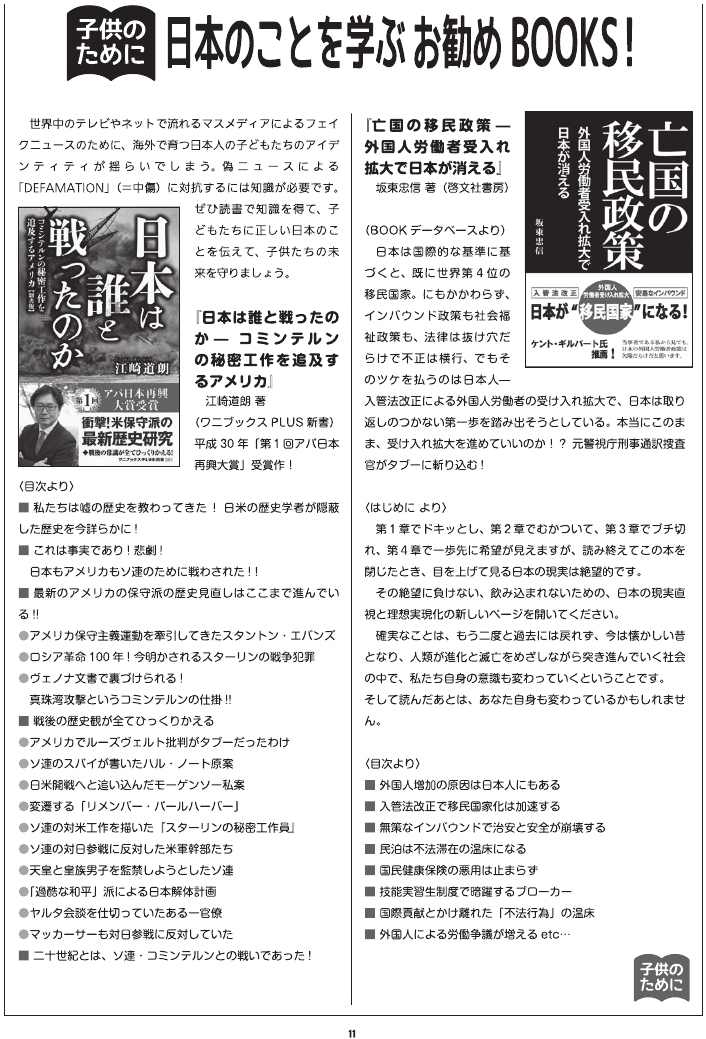 子供の
ために
日本のことを学ぶ お勧め BOOKS!
世界中のテレビやネットで流れるマスメディアによるフェイ
クニュースのために、海外で育つ日本人の子どもたちのアイデ
ンティティが揺らいでしまう。偽ニュースによる
「DEFAMATION」（＝中傷）に対抗するには知識が必要です。
ぜひ読書で知識を得て、子
どもたちに正しい日本のこ
とを伝えて、子供たちの未
来を守りましょう。
日本は
誰と
戦ったのか
コミンテルンの秘密工作を
追及するアメリカ【新書版】
江崎道朗
第1回
アパ日本再興
大賞受賞
衝撃!米保守派の
最新歴史研究
◆戦後の常識が全てひっくりかえる!
ワニブックス|PLUS|新書
『日本は誰と戦ったの
か ― コミンテルン
の秘密工作を追及す
るアメリカ』
江崎道朗 著
（ワニブックス PLUS 新書）
平成 30 年「第 1 回アパ日本
再興大賞」受賞作！
〈目次より〉
■ 私たちは嘘の歴史を教わってきた！ 日米の歴史学者が隠蔽
した歴史を今詳らかに！
■ これは事実であり！悲劇！
日本もアメリカもソ連のために戦わされた！！
■ 最新のアメリカの保守派の歴史見直しはここまで進んでい
る !!
●アメリカ保守主義運動を牽引してきたスタントン・エバンズ
●ロシア革命 100 年！今明かされるスターリンの戦争犯罪
●ヴェノナ文書で裏づけられる！
真珠湾攻撃というコミンテルンの仕掛 !!
■ 戦後の歴史観が全てひっくりかえる
●アメリカでルーズヴェルト批判がタブーだったわけ
●ソ連のスパイが書いたハル・ノート原案
●日米開戦へと追い込んだモーゲンソー私案
●変遷する「リメンバー・パールハーバー」
●ソ連の対米工作を描いた『スターリンの秘密工作員』
●ソ連の対日参戦に反対した米軍幹部たち
●天皇と皇族男子を監禁しようとしたソ連
●「過酷な和平」派による日本解体計画
●ヤルタ会談を仕切っていたある一官僚
●マッカーサーも対日参戦に反対していた
■ 二十世紀とは、ソ連・コミンテルンとの戦いであった！
『亡国の移民政策 ―
外国人労働者受入れ
拡大で日本が消える』
坂東忠信 著（啓文社書房）
亡国の
移民政策
外国人労働者受入れ拡大で
日本が消える
坂東忠信
入管法改正
外国人
労働者受け入れ拡大
安易なインバウンド
日本が“移民国家”になる!
ケント・ギルバート氏
推薦！
〈BOOK データベースより〉
日本は国際的な基準に基
づくと、既に世界第 4 位の
移民国家。にもかかわらず、
インバウンド政策も社会福
祉政策も、法律は抜け穴だ
らけで不正は横行、でもそ
のツケを払うのは日本人―
入管法改正による外国人労働者の受け入れ拡大で、日本は取り
返しのつかない第一歩を踏み出そうとしている。本当にこのま
ま、受け入れ拡大を進めていいのか！？ 元警視庁刑事通訳捜査
官がタブーに斬り込む！
〈はじめに より〉
第 1 章でドキッとし、第 2 章でむかついて、第 3 章でブチ切
れ、第 4 章で一歩先に希望が見えますが、読み終えてこの本を
閉じたとき、目を上げて見る日本の現実は絶望的です。
その絶望に負けない、飲み込まれないための、日本の現実直
視と理想実現化の新しいページを開いてください。
確実なことは、もう二度と過去には戻れず、今は懐かしい昔
となり、人類が進化と滅亡をめざしながら突き進んでいく社会
の中で、私たち自身の意識も変わっていくということです。
そして読んだあとは、あなた自身も変わっているかもしれませ
ん。
〈目次より〉
■ 外国人増加の原因は日本人にもある
■ 入管法改正で移民国家化は加速する
■ 無策なインバウンドで治安と安全が崩壊する
■ 民泊は不法滞在の温床になる
■ 国民健康保険の悪用は止まらず
■ 技能実習生制度で暗躍するブローカー
■ 国際貢献とかけ離れた「不法行為」の温床
■ 外国人による労働争議が増える etc…
子供の
ために
11